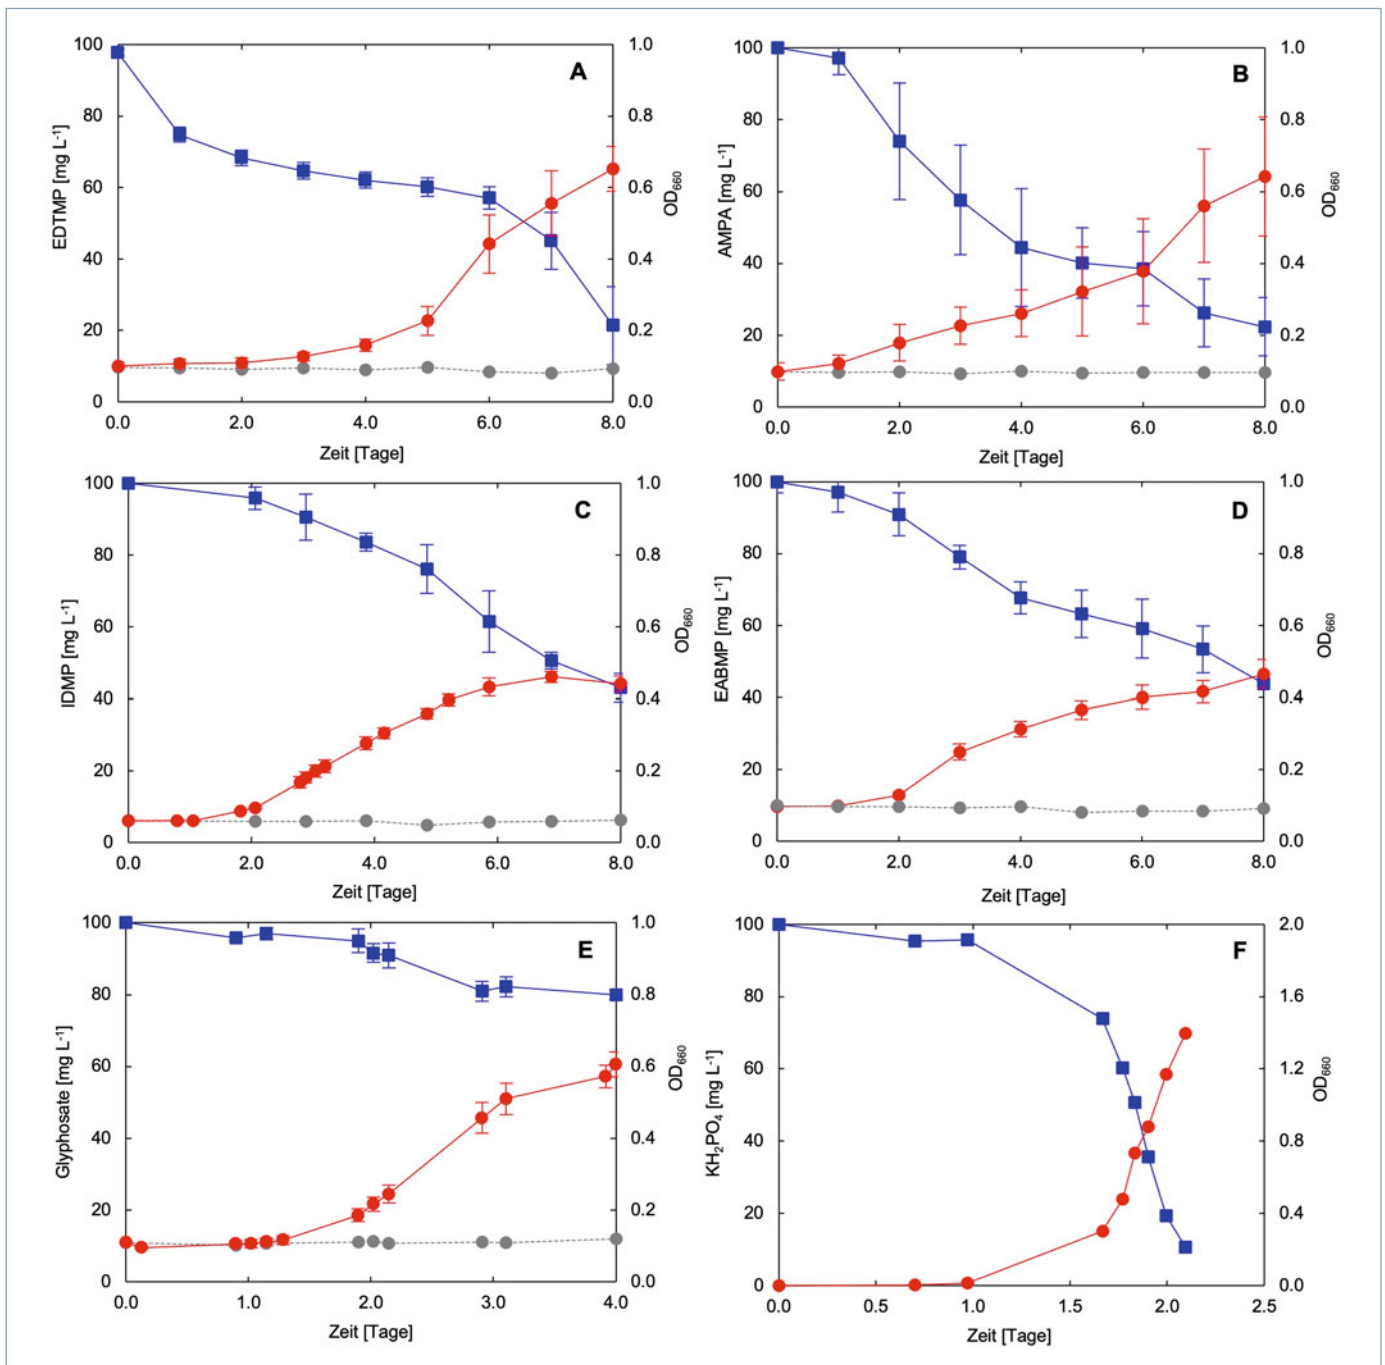 A
EDTMP [mg L-1]
100
80
60
40
20
0
1.0
0.8
0.6
0.4
0.2
0.0
OD660
0.0 2.0 4.0 6.0 8.0
Zeit [Tage]
B
AMPA [mg L-1]
100
80
60
40
20
0
1.0
0.8
0.6
0.4
0.2
0.0
OD660
0.0 2.0 4.0 6.0 8.0
Zeit [Tage]
C
IDMP [mg L-1]
100
80
60
40
20
0
1.0
0.8
0.6
0.4
0.2
0.0
OD660
0.0 2.0 4.0 6.0 8.0
Zeit [Tage]
D
EABMP [mg L-1]
100
80
60
40
20
0
1.0
0.8
0.6
0.4
0.2
0.0
OD660
0.0 2.0 4.0 6.0 8.0
Zeit [Tage]
E
Glyphosate [mg L-1]
100
80
60
40
20
0
1.0
0.8
0.6
0.4
0.2
0.0
OD660
0.0 1.0 2.0 3.0 4.0
Zeit [Tage]
F
KH2PO4 [mg L-1]
100
80
60
40
20
0
2.0
1.6
1.2
0.8
0.4
0.0
OD660
0.0 0.5 1.0 1.5 2.0 2.5
Zeit [Tage]